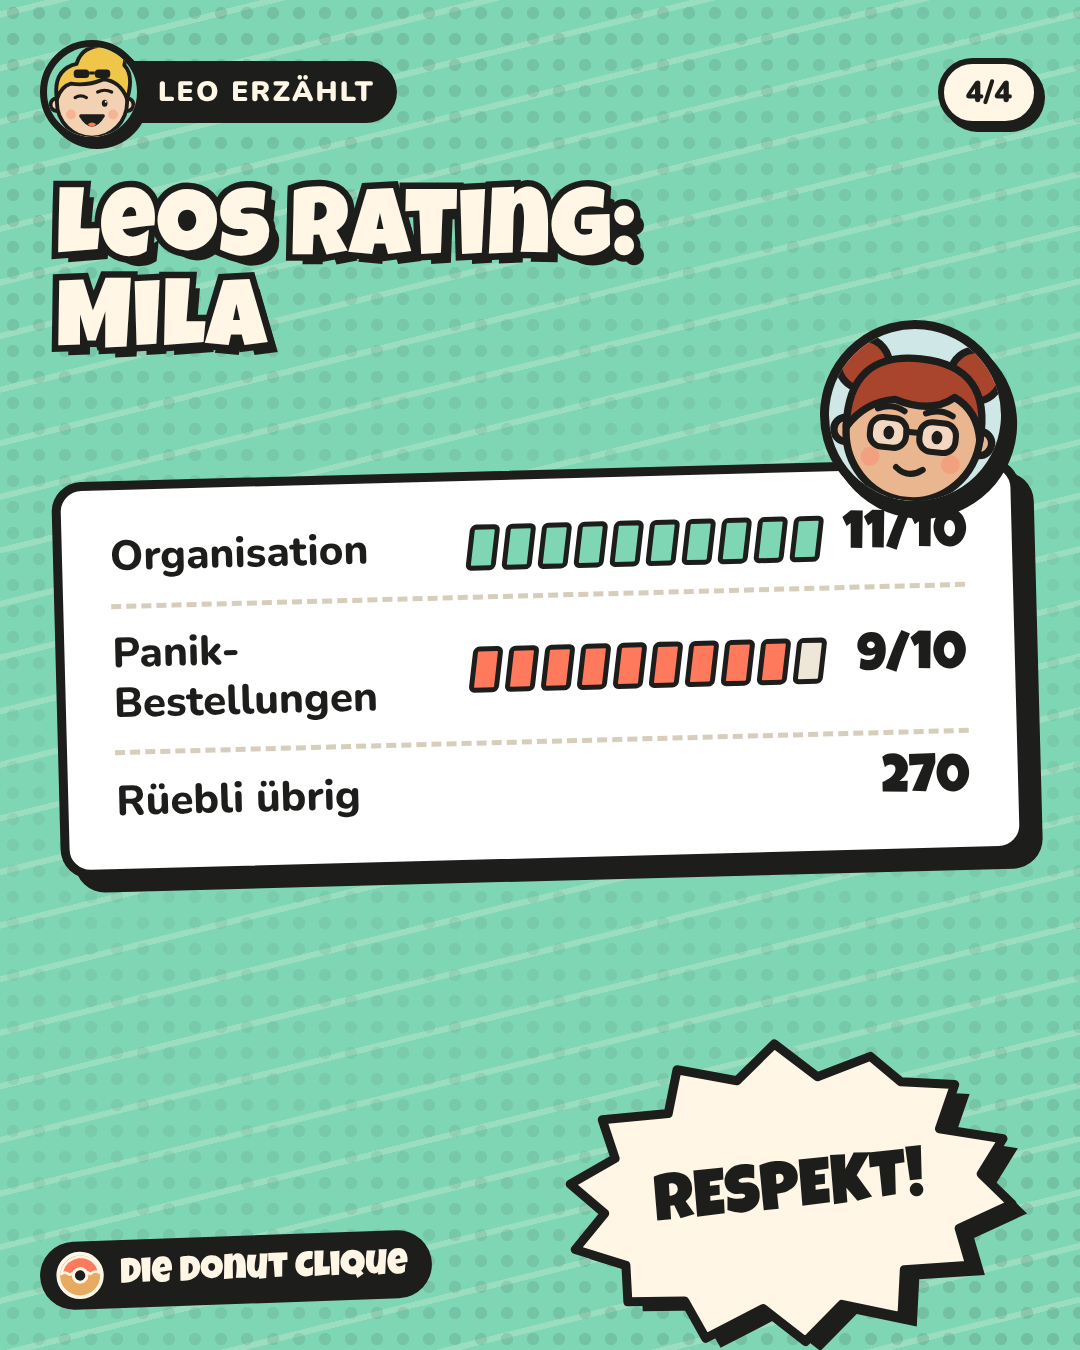 LEO ERZÄHLT
4/4
LEOS RATING:
MILA
Organisation 11/10
Panik-
Bestellungen 9/10
Rüebli übrig 270
RESPEKT!
DIE DONUT CLIQUE